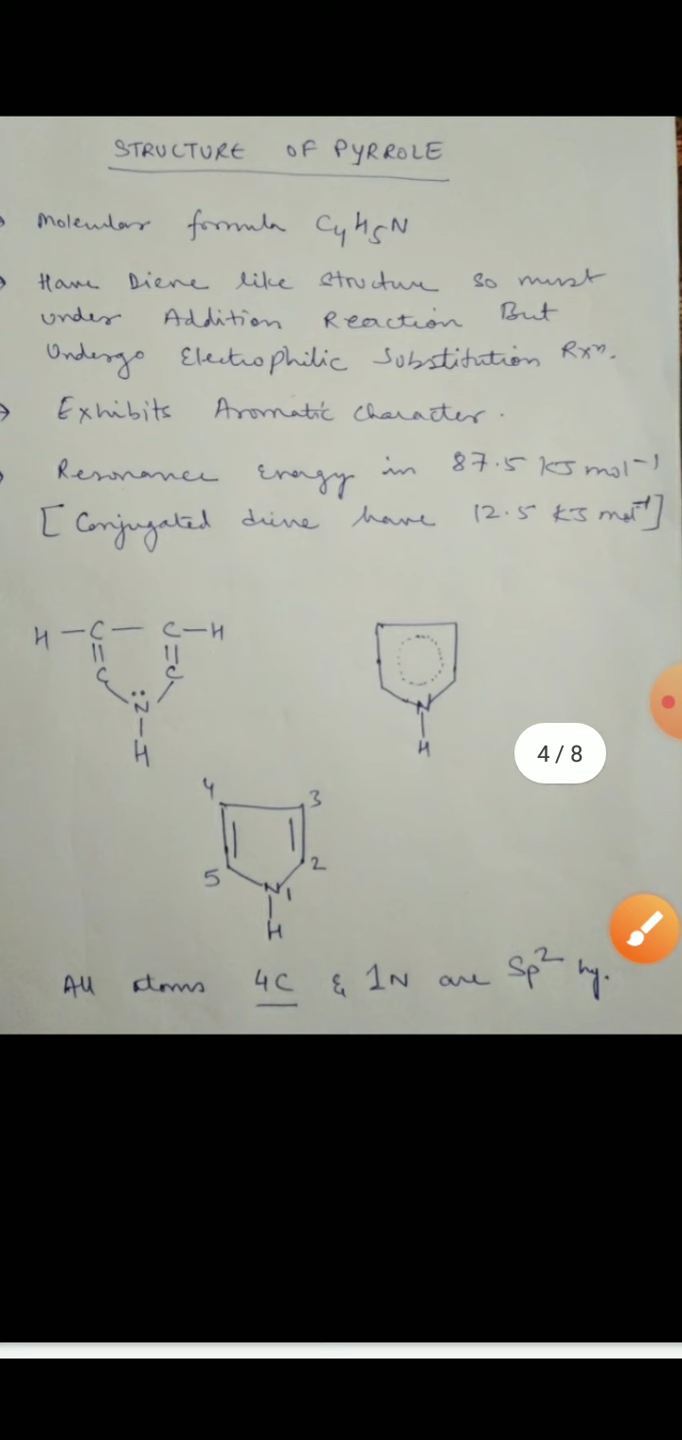 STRUCTURE OF PYRROLE
Molecular formula C4H5N
Have Diene like Structure so must
under Addition Reaction But
Undergo Electrophilic Substitution Rxn.
Exhibits Aromatic Character.
Resonance Energy in 87.5 KJ mol-1
[Conjugated diene have 12.5 KJ mol-1]
H — C — C — H
C C
N
H
N
H
4 / 8
4 3
5 2
N 1
H
All atoms 4C & 1N are Sp2 hy.